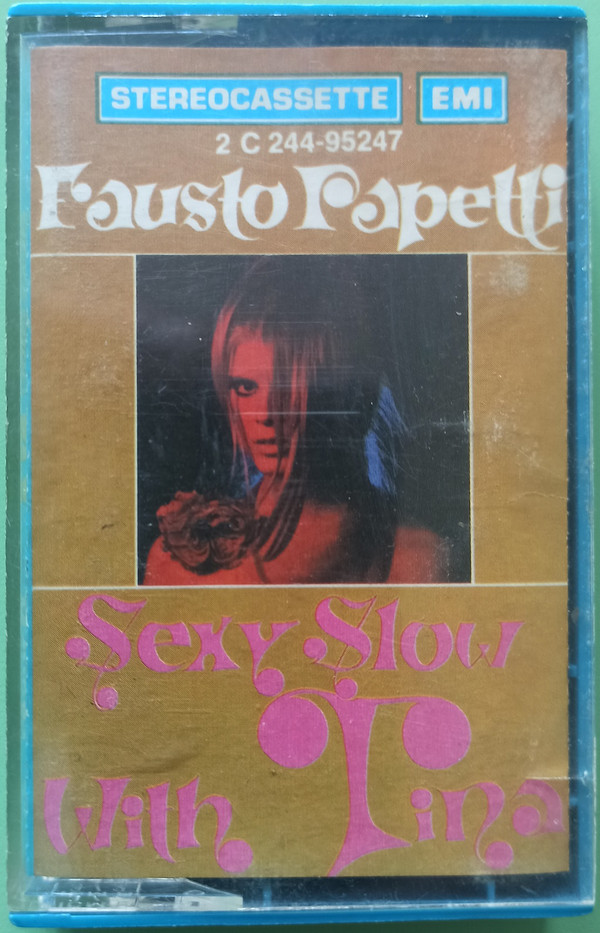 STEREOCASSETTE EMI
2 C 244-95247
Fausto Papetti
Sexy Slow
With Tina